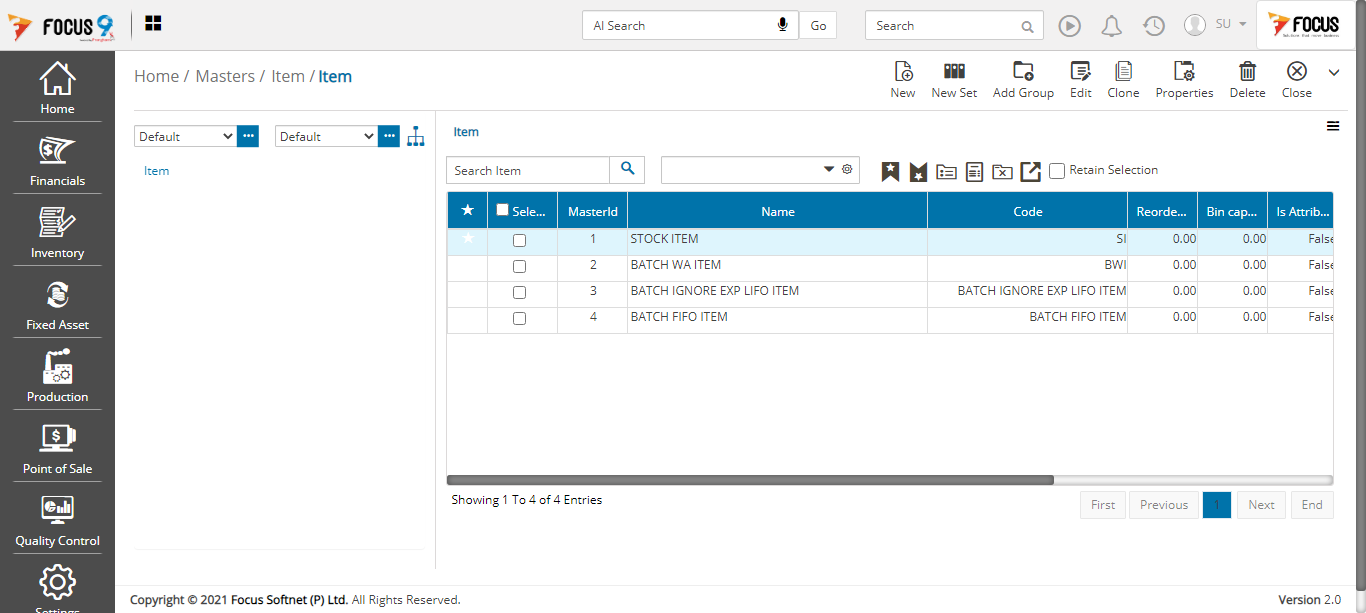 FOCUS 9
AI Search
Go
Search
SU
FOCUS
Home
Financials
Inventory
Fixed Asset
Production
Point of Sale
Quality Control
Settings
Home / Masters / Item / Item
New
New Set
Add Group
Edit
Clone
Properties
Delete
Close
Default
Default
Item
Item
Search Item
Retain Selection
Sele... MasterId Name Code Reorde... Bin cap... Is Attrib...
1 STOCK ITEM SI 0.00 0.00 False
2 BATCH WA ITEM BWI 0.00 0.00 False
3 BATCH IGNORE EXP LIFO ITEM BATCH IGNORE EXP LIFO ITEM 0.00 0.00 False
4 BATCH FIFO ITEM BATCH FIFO ITEM 0.00 0.00 False
Showing 1 To 4 of 4 Entries
First Previous 1 Next End
Copyright © 2021 Focus Softnet (P) Ltd. All Rights Reserved.
Version 2.0